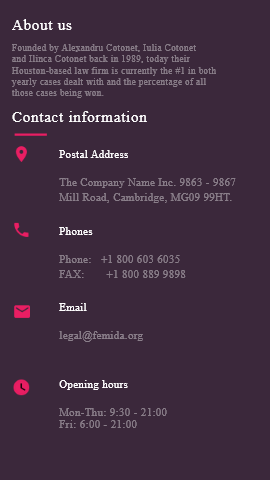 About us
Founded by Alexandru Cotonet, Iulia Cotonet
and Ilinca Cotonet back in 1989, today their
Houston-based law firm is currently the #1 in both
yearly cases dealt with and the percentage of all
those cases being won.
Contact information
Postal Address
The Company Name Inc. 9863 - 9867
Mill Road, Cambridge, MG09 99HT.
Phones
Phone: +1 800 603 6035
FAX: +1 800 889 9898
Email
legal@femida.org
Opening hours
Mon-Thu: 9:30 - 21:00
Fri: 6:00 - 21:00